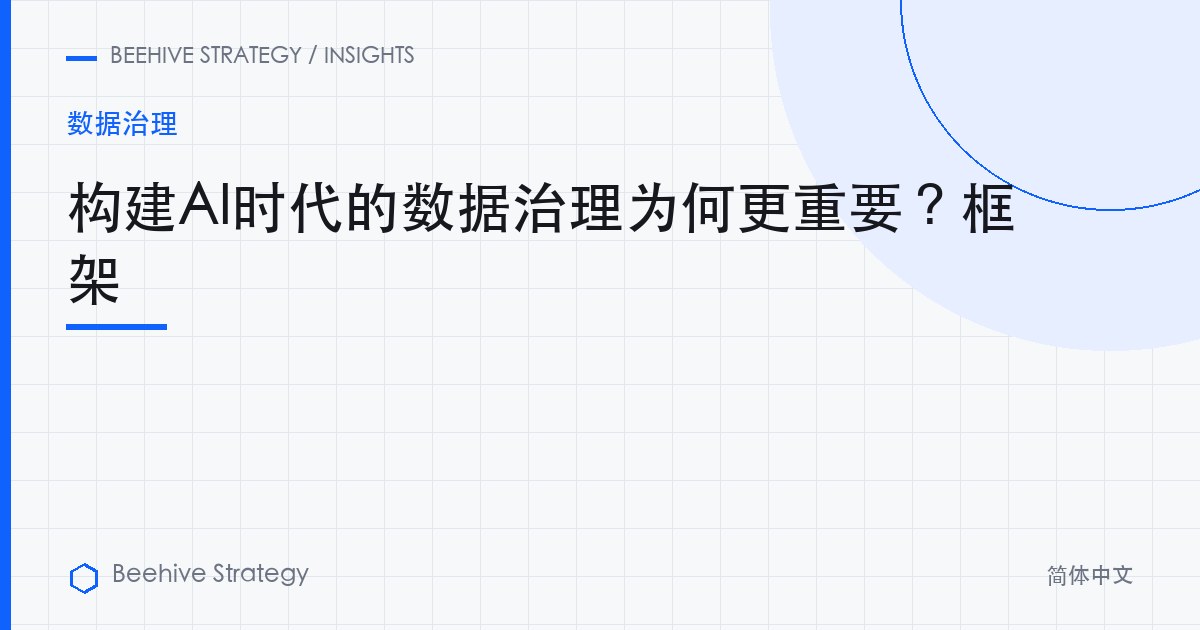 BEEHIVE STRATEGY / INSIGHTS
数据治理
构建AI时代的数据治理为何更重要？框
架
Beehive Strategy
简体中文